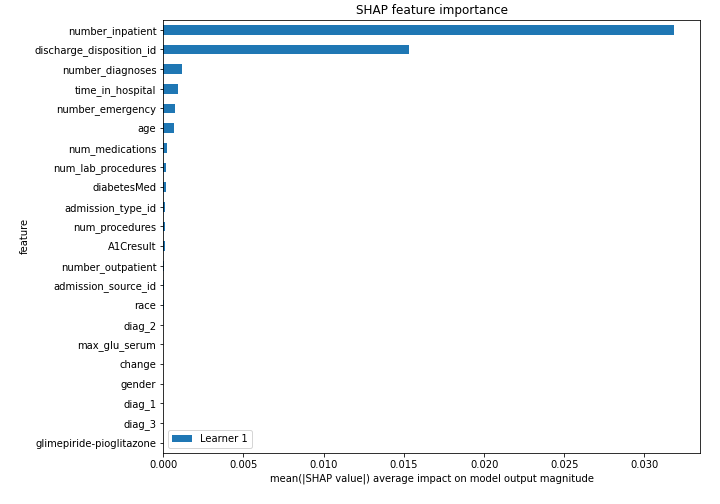 SHAP feature importance
number_inpatient
discharge_disposition_id
number_diagnoses
time_in_hospital
number_emergency
age
num_medications
num_lab_procedures
diabetesMed
admission_type_id
num_procedures
A1Cresult
number_outpatient
admission_source_id
race
diag_2
max_glu_serum
change
gender
diag_1
diag_3
glimepiride-pioglitazone
feature
Learner 1
0.000 0.005 0.010 0.015 0.020 0.025 0.030
mean(|SHAP value|) average impact on model output magnitude